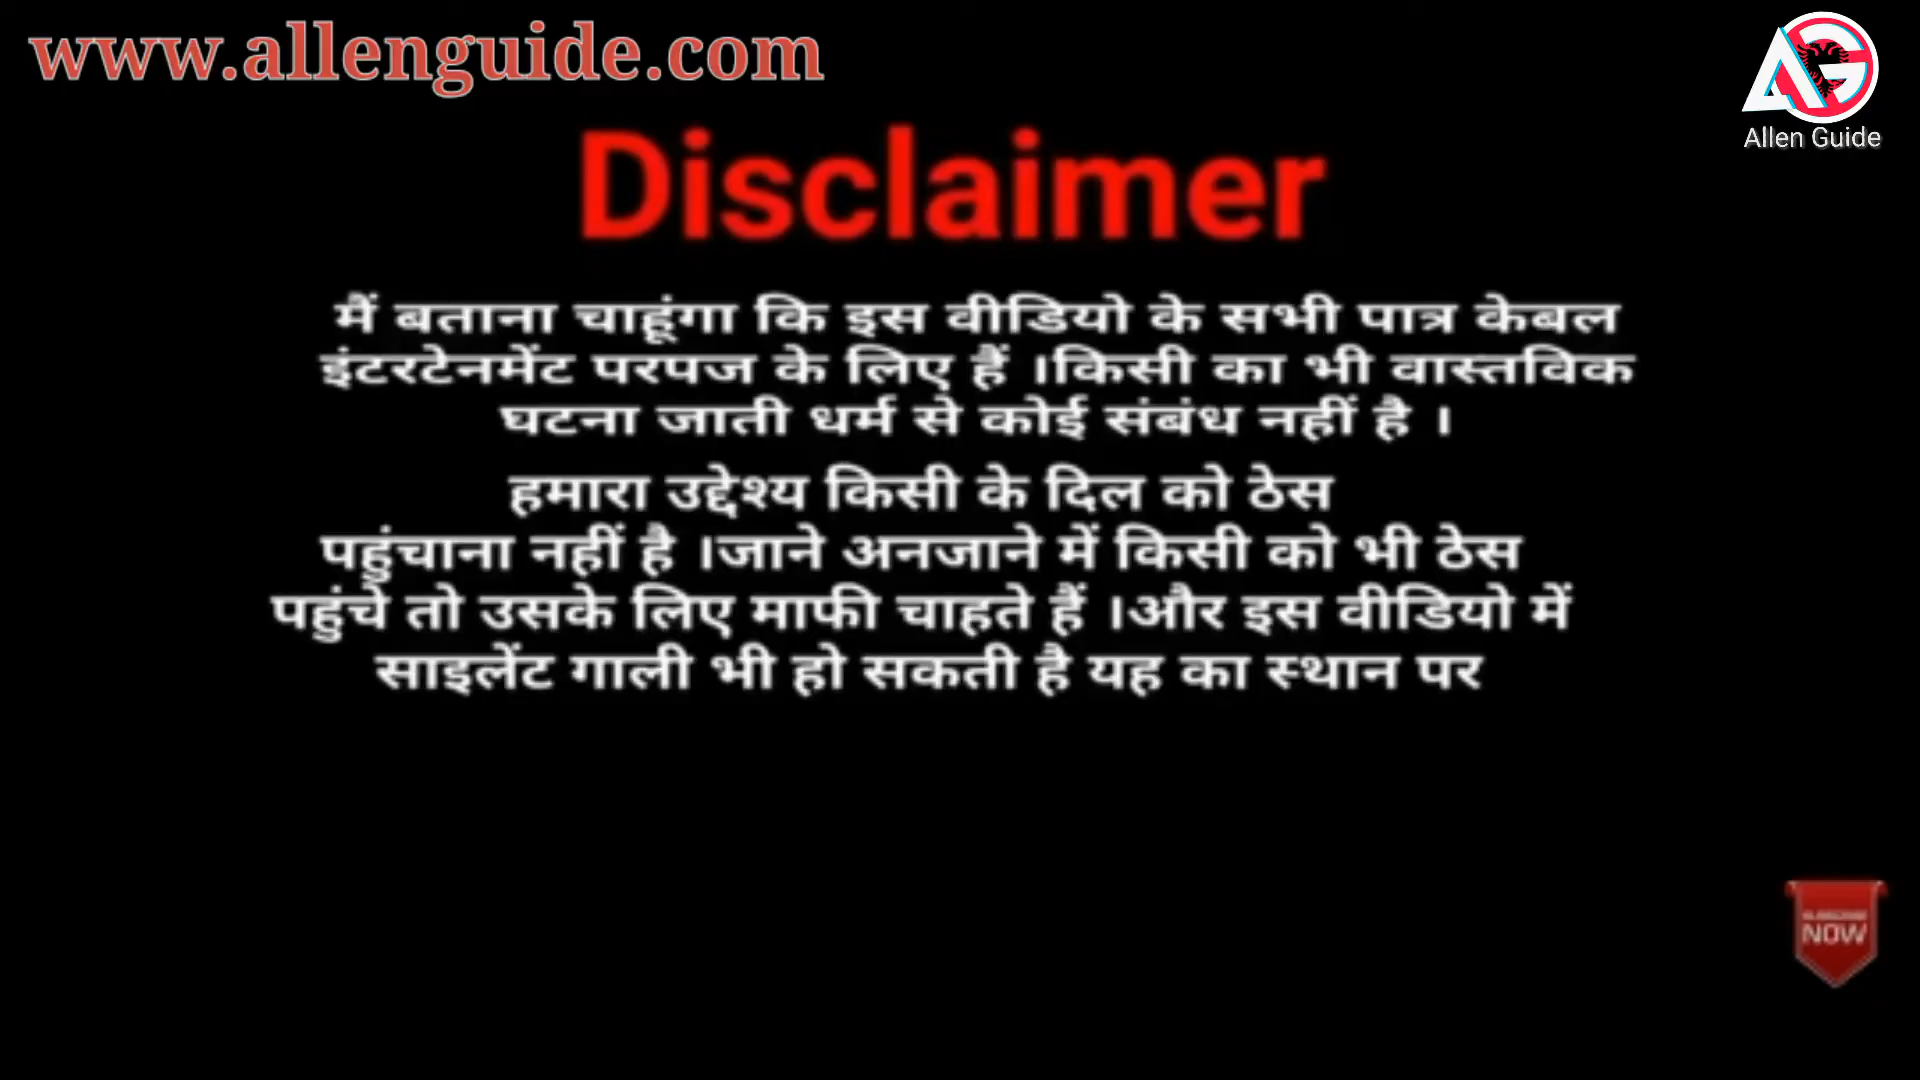 www.allenguide.com
Allen Guide
Disclaimer
मैं बताना चाहूंगा कि इस वीडियो के सभी पात्र केबल
इंटरटेनमेंट परपज के लिए हैं ।किसी का भी वास्तविक
घटना जाती धर्म से कोई संबंध नहीं है ।
हमारा उद्देश्य किसी के दिल को ठेस
पहुंचाना नहीं है ।जाने अनजाने में किसी को भी ठेस
पहुंचे तो उसके लिए माफी चाहते हैं ।और इस वीडियो में
साइलेंट गाली भी हो सकती है यह का स्थान पर
NOW